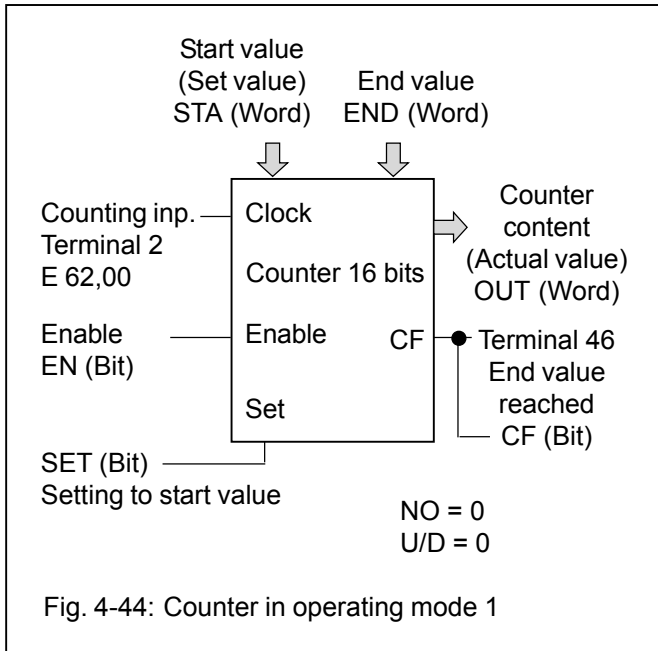 Start value
(Set value)
STA (Word)
End value
END (Word)
Counting inp.
Terminal 2
E 62,00
Clock
Counter 16 bits
Counter
content
(Actual value)
OUT (Word)
Enable
EN (Bit)
Enable
CF
Terminal 46
End value
reached
CF (Bit)
Set
SET (Bit)
Setting to start value
NO = 0
U/D = 0
Fig. 4-44: Counter in operating mode 1